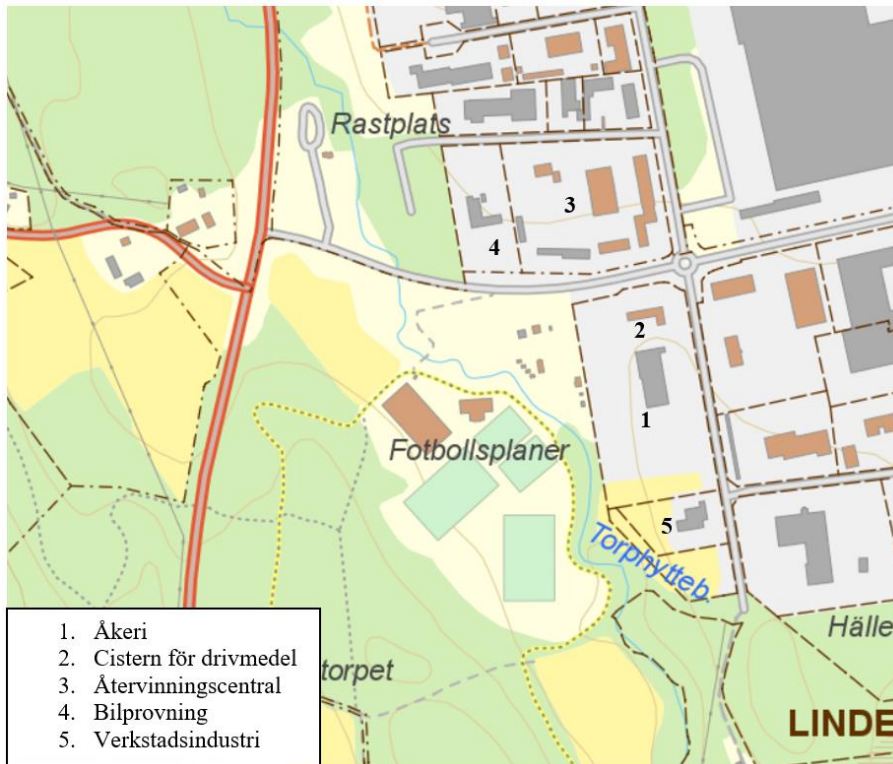 Rastplats
3
4
2
1
Fotbollsplaner
5
Torphytteb.
Hälle
torpet
LINDE
1. Åkeri
2. Cistern för drivmedel
3. Återvinningscentral
4. Bilprovning
5. Verkstadsindustri